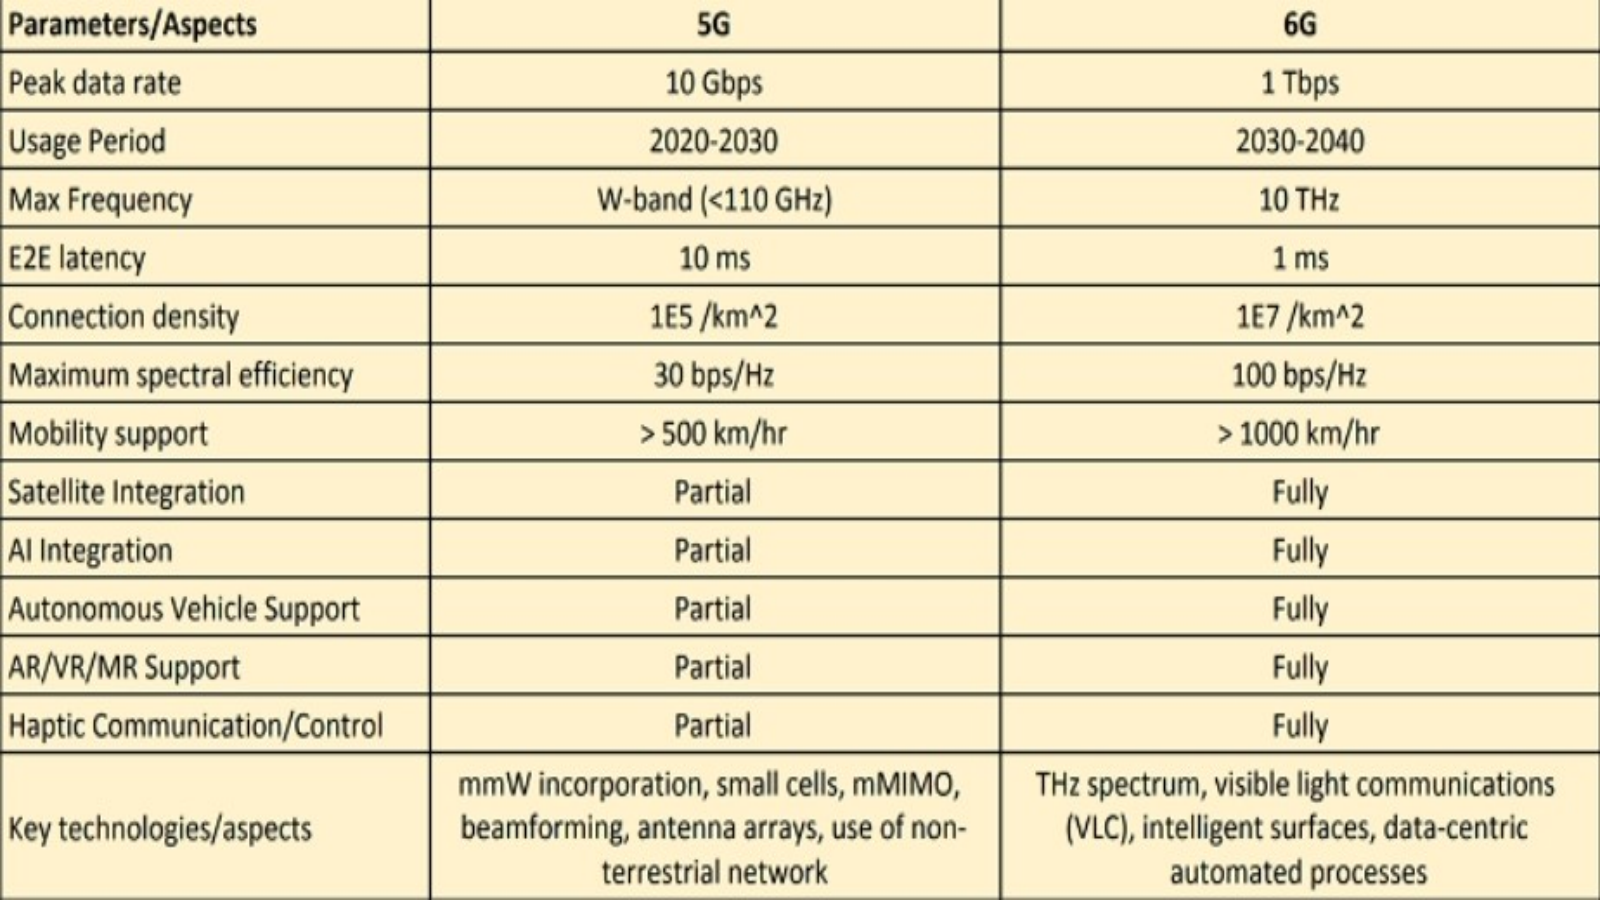 Parameters/Aspects 5G 6G
Peak data rate 10 Gbps 1 Tbps
Usage Period 2020-2030 2030-2040
Max Frequency W-band (<110 GHz) 10 THz
E2E latency 10 ms 1 ms
Connection density 1E5 /km^2 1E7 /km^2
Maximum spectral efficiency 30 bps/Hz 100 bps/Hz
Mobility support > 500 km/hr > 1000 km/hr
Satellite Integration Partial Fully
AI Integration Partial Fully
Autonomous Vehicle Support Partial Fully
AR/VR/MR Support Partial Fully
Haptic Communication/Control Partial Fully
Key technologies/aspects
mmW incorporation, small cells, mMIMO,
beamforming, antenna arrays, use of non-
terrestrial network
THz spectrum, visible light communications
(VLC), intelligent surfaces, data-centric
automated processes